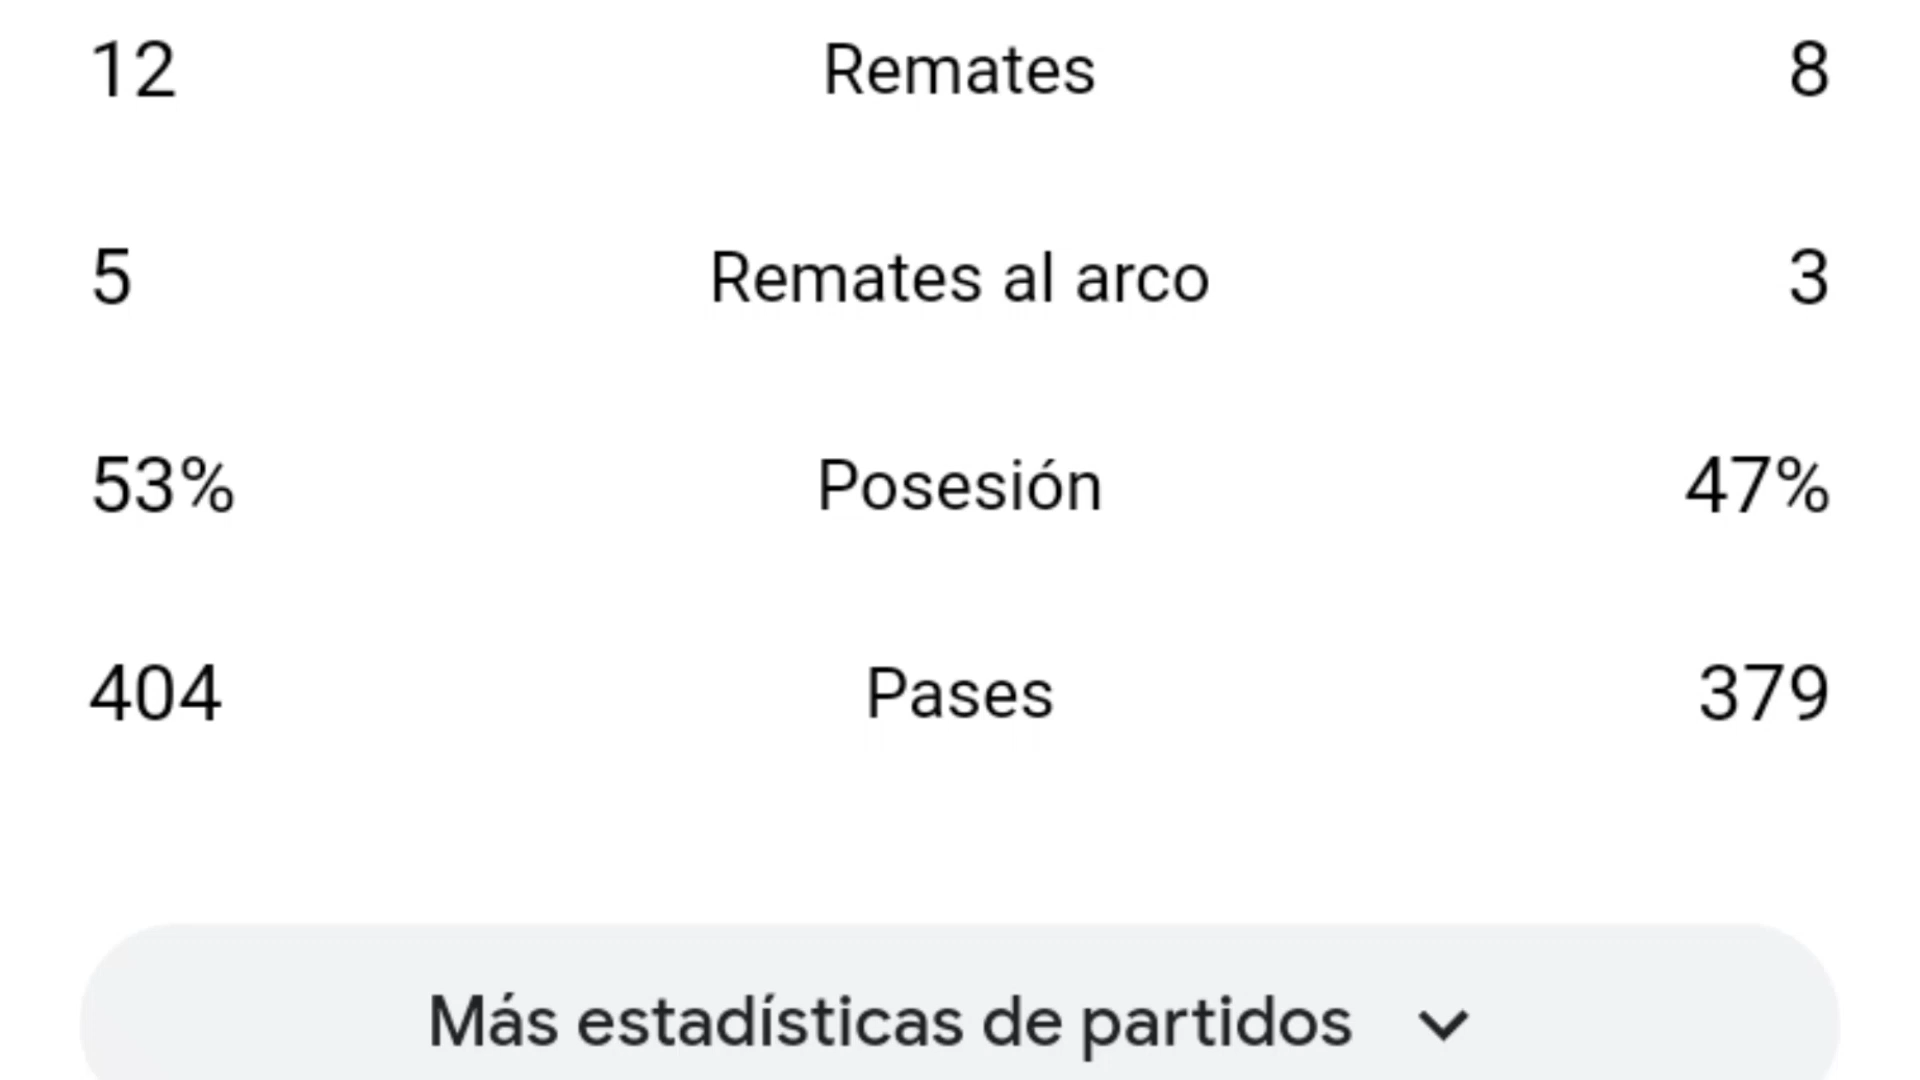 12 Remates 8
5 Remates al arco 3
53% Posesión 47%
404 Pases 379
Más estadísticas de partidos